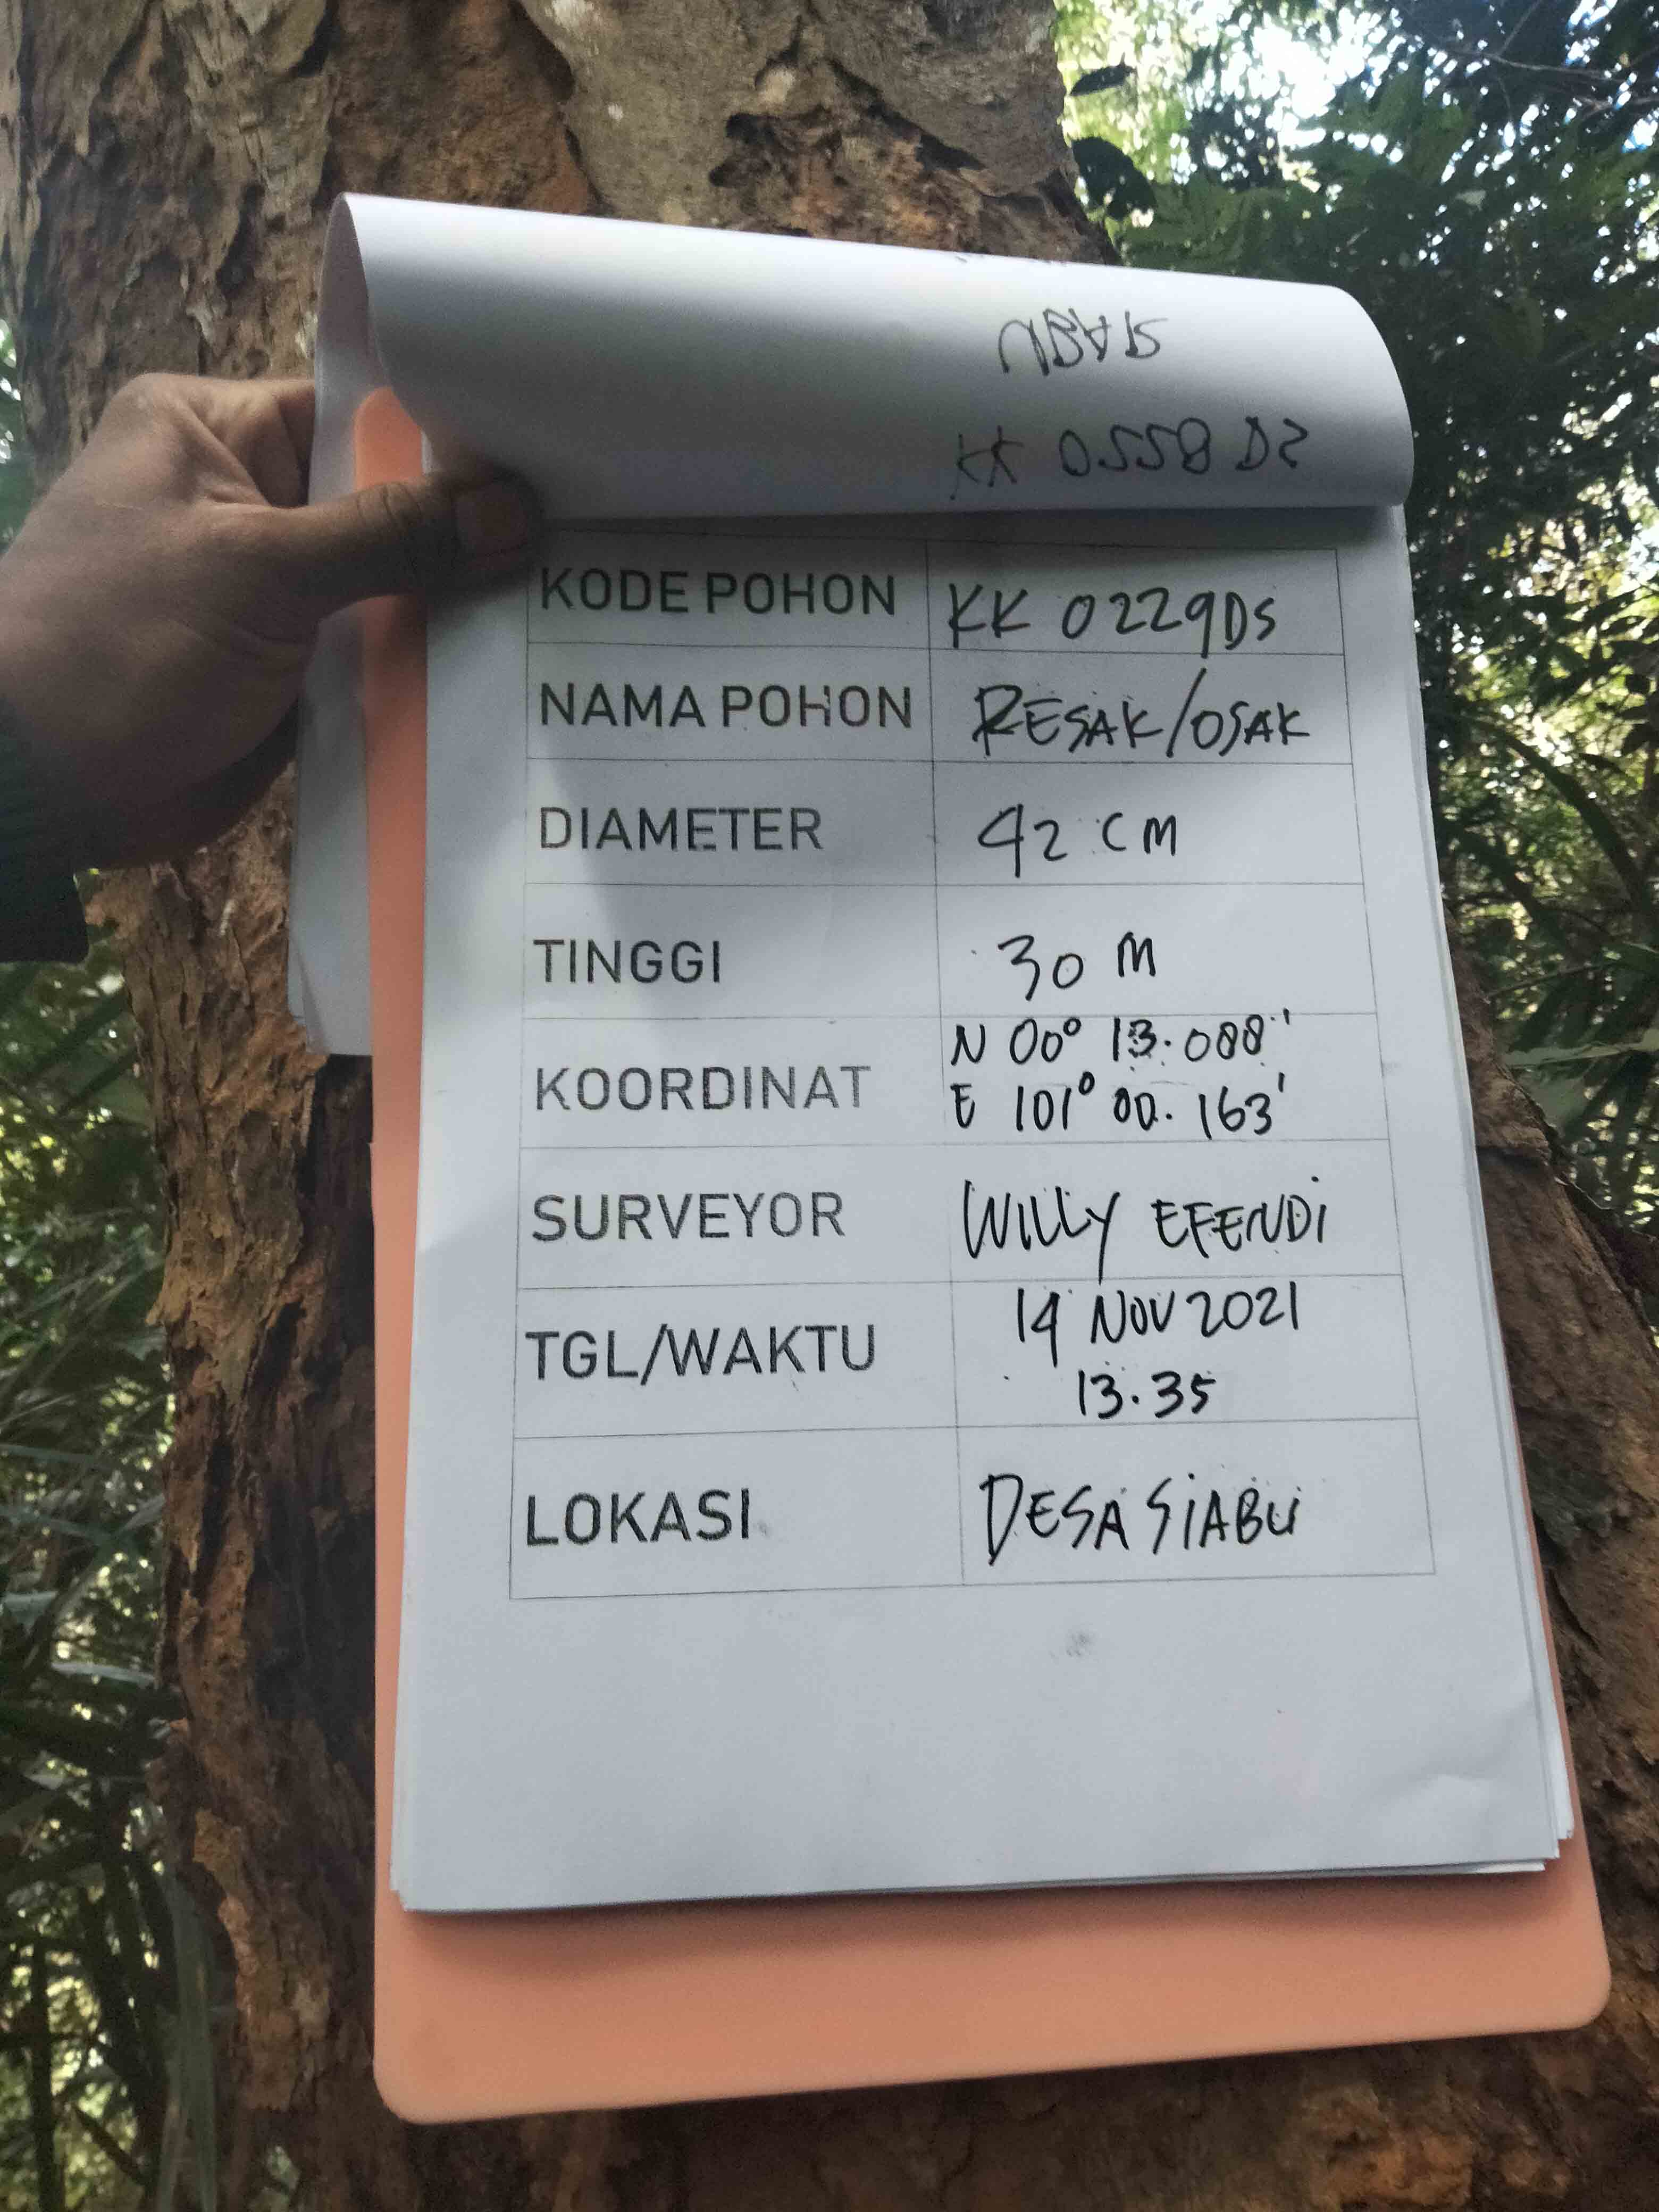 SIABU
KK 0558 DS
KODE POHON KK 0229DS
NAMA POHON RESAK/OSAK
DIAMETER 42 CM
TINGGI 30 M
KOORDINAT N 00° 13.088'
E 101° 00.163'
SURVEYOR WILLY EFENDI
TGL/WAKTU 14 NOV 2021
13.35
LOKASI DESA SIABU